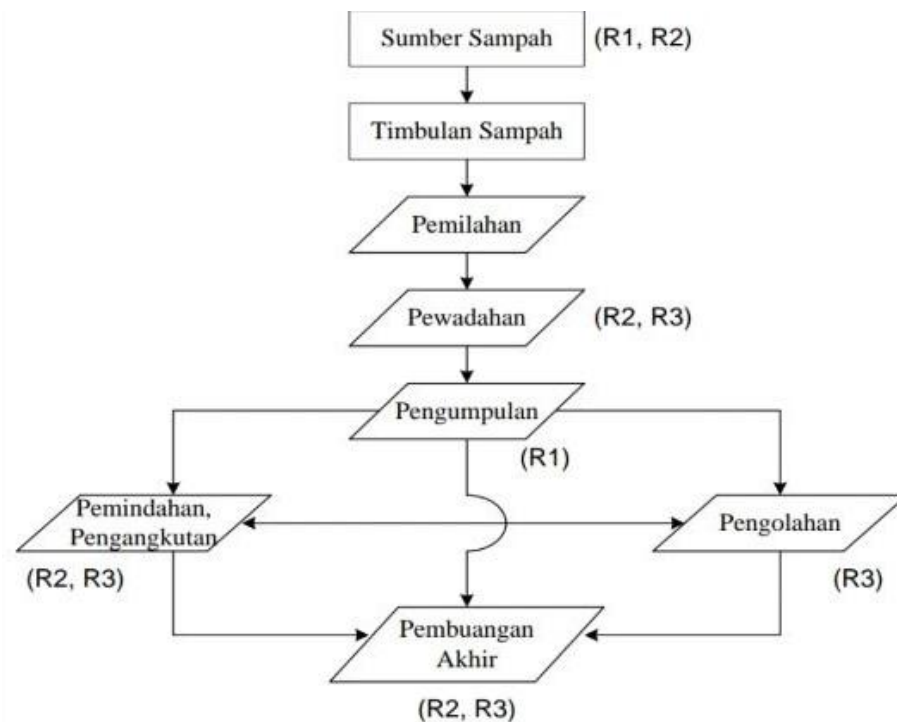 Sumber Sampah
(R1, R2)
Timbulan Sampah
Pemilahan
Pewadahan
(R2, R3)
Pengumpulan
(R1)
Pemindahan,
Pengangkutan
(R2, R3)
Pengolahan
(R3)
Pembuangan
Akhir
(R2, R3)